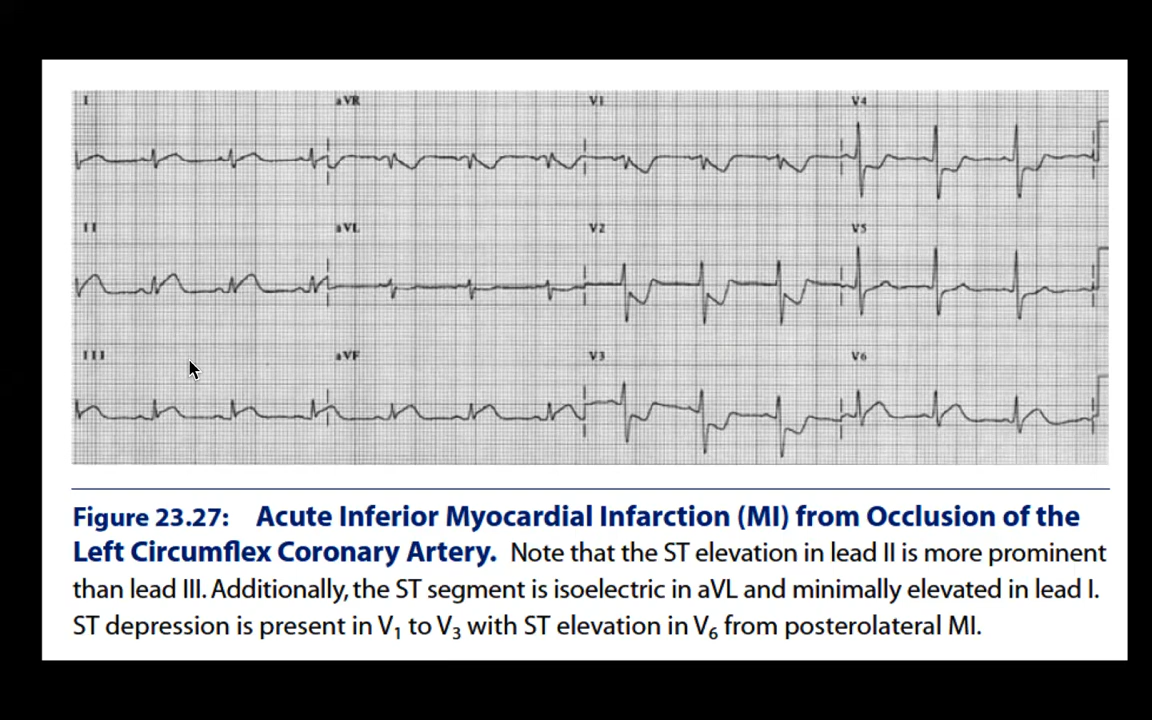 I aVR V1 V4
II aVL V2 V5
III aVF V3 V6
Figure 23.27: Acute Inferior Myocardial Infarction (MI) from Occlusion of the
Left Circumflex Coronary Artery. Note that the ST elevation in lead II is more prominent
than lead III. Additionally, the ST segment is isoelectric in aVL and minimally elevated in lead I.
ST depression is present in V₁ to V₃ with ST elevation in V₆ from posterolateral MI.